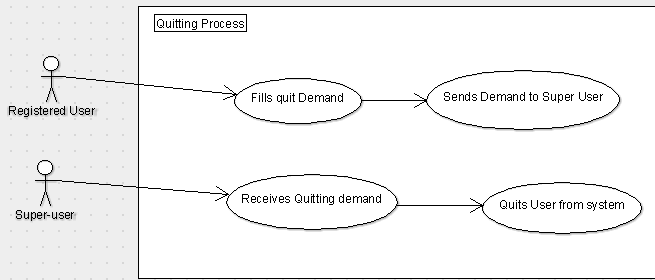 Quitting Process
Registered User
Fills quit Demand
Sends Demand to Super User
Super-user
Receives Quitting demand
Quits User from system